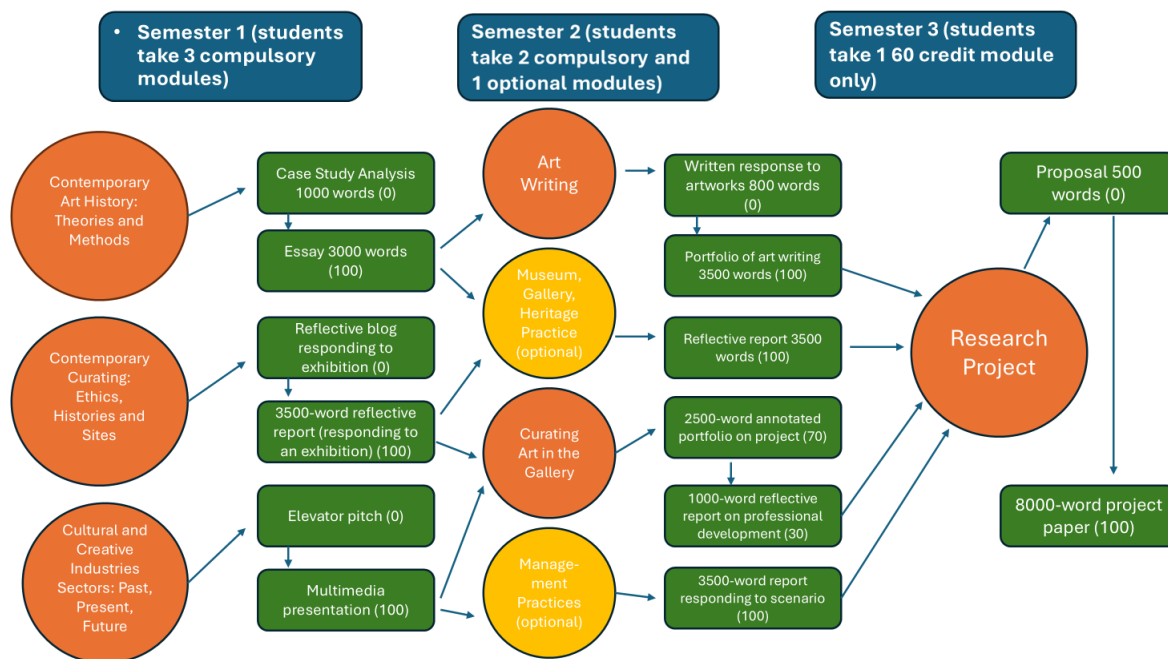 • Semester 1 (students
take 3 compulsory
modules)
Semester 2 (students
take 2 compulsory and
1 optional modules)
Semester 3 (students
take 1 60 credit module
only)
Contemporary
Art History:
Theories and
Methods
Case Study Analysis
1000 words (0)
Essay 3000 words
(100)
Contemporary
Curating:
Ethics,
Histories and
Sites
Reflective blog
responding to
exhibition (0)
3500-word reflective
report (responding to
an exhibition) (100)
Cultural and
Creative
Industries
Sectors: Past,
Present,
Future
Elevator pitch (0)
Multimedia
presentation (100)
Art
Writing
Written response to
artworks 800 words
(0)
Portfolio of art writing
3500 words (100)
Museum,
Gallery,
Heritage
Practice
(optional)
Reflective report 3500
words (100)
Curating
Art in the
Gallery
2500-word annotated
portfolio on project (70)
1000-word reflective
report on professional
development (30)
Manage-
ment
Practices
(optional)
3500-word report
responding to scenario
(100)
Research
Project
Proposal 500
words (0)
8000-word project
paper (100)